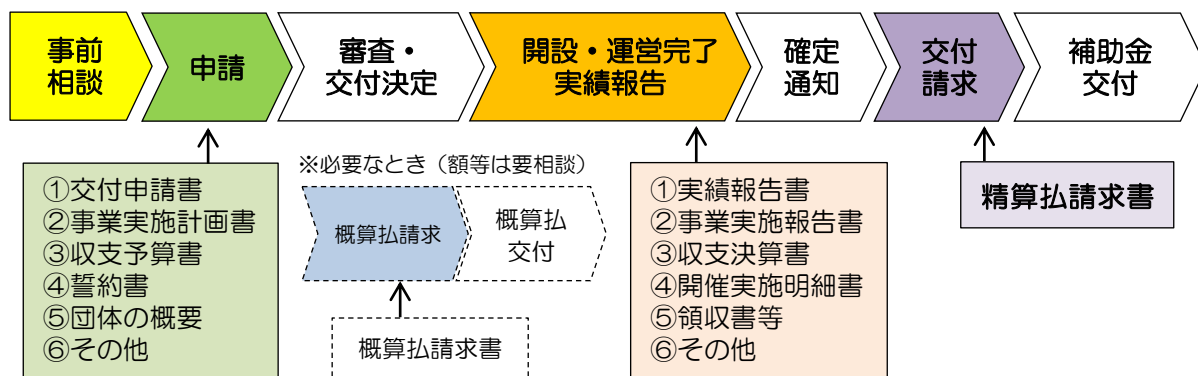 事前
相談
申請
審査・
交付決定
開設・運営完了
実績報告
確定
通知
交付
請求
補助金
交付
①交付申請書
②事業実施計画書
③収支予算書
④誓約書
⑤団体の概要
⑥その他
※必要なとき（額等は要相談）
概算払請求
概算払
交付
概算払請求書
①実績報告書
②事業実施報告書
③収支決算書
④開催実施明細書
⑤領収書等
⑥その他
精算払請求書